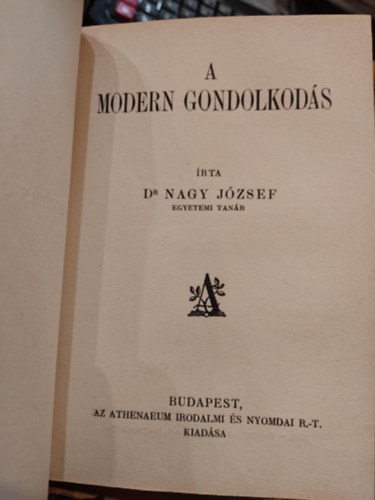 A
MODERN GONDOLKODÁS
ÍRTA
Dᴿ NAGY JÓZSEF
EGYETEMI TANÁR
A
BUDAPEST,
AZ ATHENAEUM IRODALMI ÉS NYOMDAI R.-T.
KIADÁSA